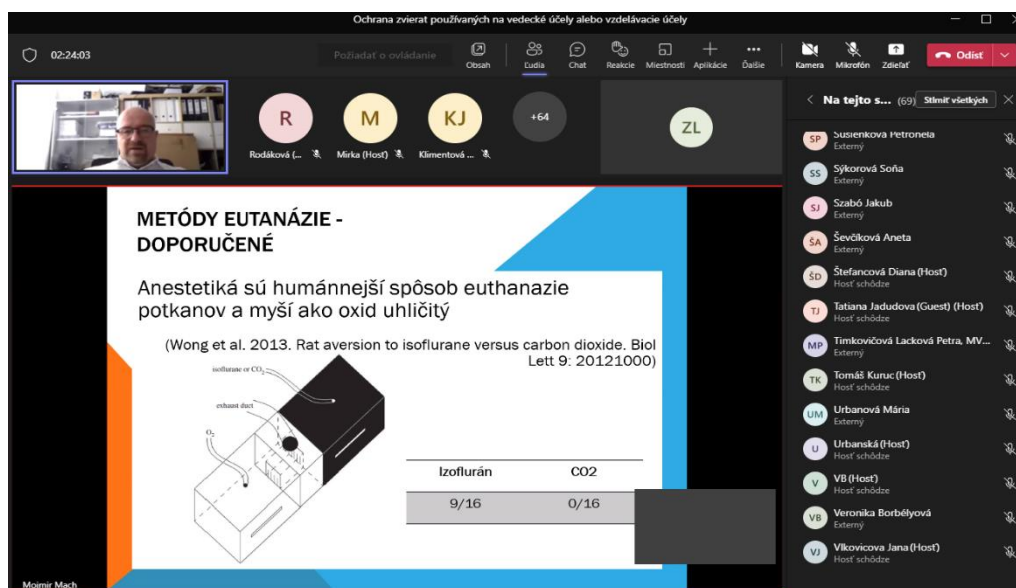 Ochrana zvierat používaných na vedecké účely alebo vzdelávacie účely
02:24:03
Požiadať o ovládanie
Obsah
Ľudia
Chat
Reakcie
Miestnosti
Aplikácie
Ďalšie
Kamera
Mikrofón
Zdieľať
Odísť
R
M
KJ
+64
ZL
Rodáková (...
Mirka (Hosť)
Klimentová ...
Na tejto s... (69)
Stlmiť všetkých
METÓDY EUTANÁZIE -
DOPORUČENÉ
Anestetiká sú humánnejší spôsob euthanazie
potkanov a myší ako oxid uhličitý
(Wong et al. 2013. Rat aversion to isoflurane versus carbon dioxide. Biol
Lett 9: 20121000)
isoflurane or CO2
exhaust duct
O2
Izoflurán CO2
9/16 0/16
Mojmir Mach
SP Susienková Petronela
Externý
SS Sýkorová Soňa
Externý
SJ Szabó Jakub
Externý
ŠA Ševčíková Aneta
Externý
ŠD Štefancová Diana (Hosť)
Hosť schôdze
TJ Tatiana Jadudova (Guest) (Hosť)
Hosť schôdze
MP Timkovičová Lacková Petra, MV...
Externý
TK Tomáš Kuruc (Hosť)
Hosť schôdze
UM Urbanová Mária
Externý
U Urbanská (Hosť)
Hosť schôdze
V VB (Hosť)
Hosť schôdze
VB Veronika Borbélyová
Externý
VJ Vlkovicova Jana (Hosť)
Hosť schôdze